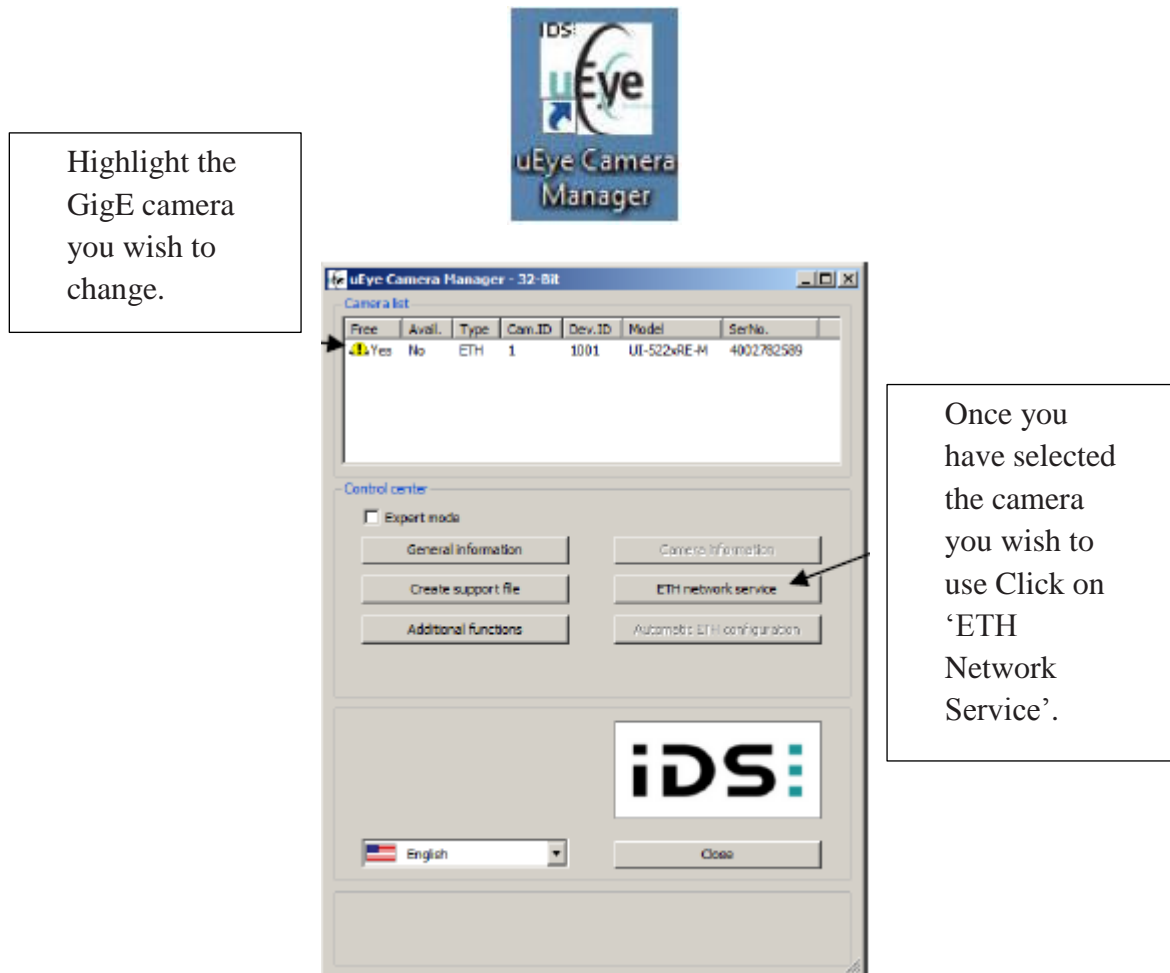 IDS
uEye
uEye Camera
Manager
Highlight the
GigE camera
you wish to
change.
uEye Camera Manager - 32-Bit
Camera list
Free Avail. Type Cam.ID Dev.ID Model SerNo.
Yes No ETH 1 1001 UI-522xRE-M 4002782589
Control center
Expert mode
General information Camera information
Create support file ETH network service
Additional functions Automatic ETH configuration
Once you
have selected
the camera
you wish to
use Click on
‘ETH
Network
Service’.
iDS
English Close